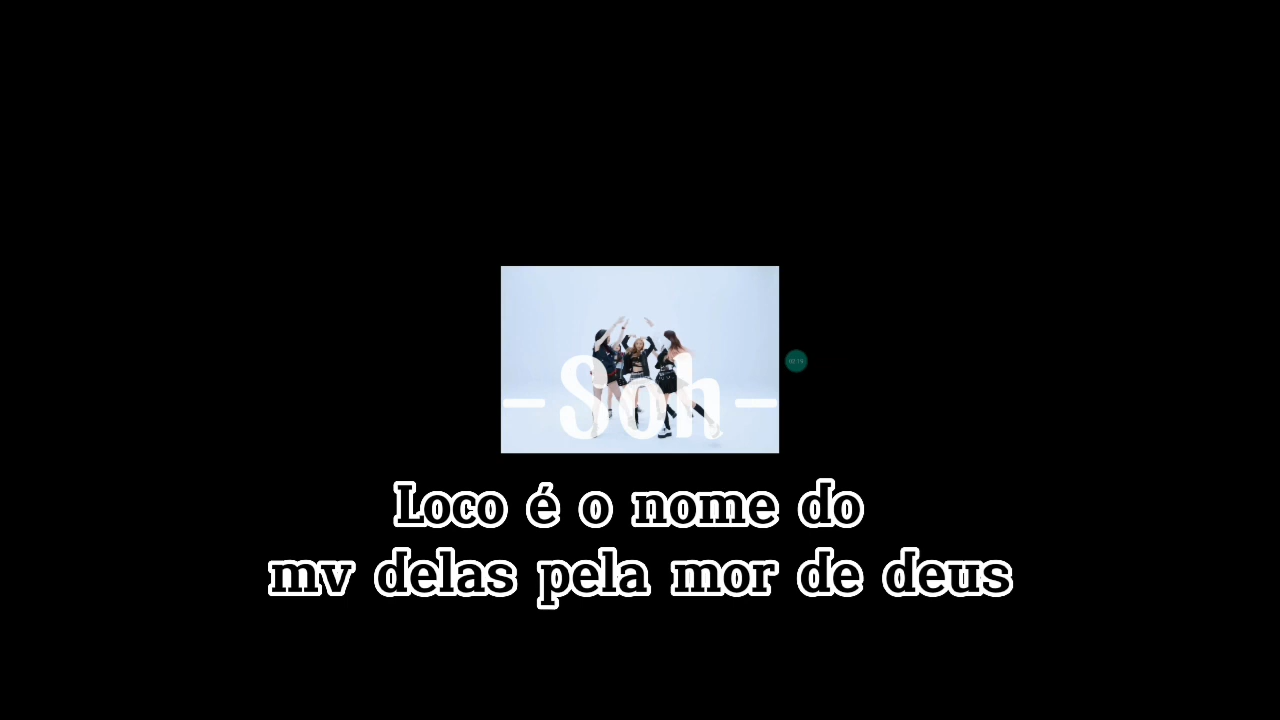 -Soh-
Loco é o nome do
mv delas pela mor de deus